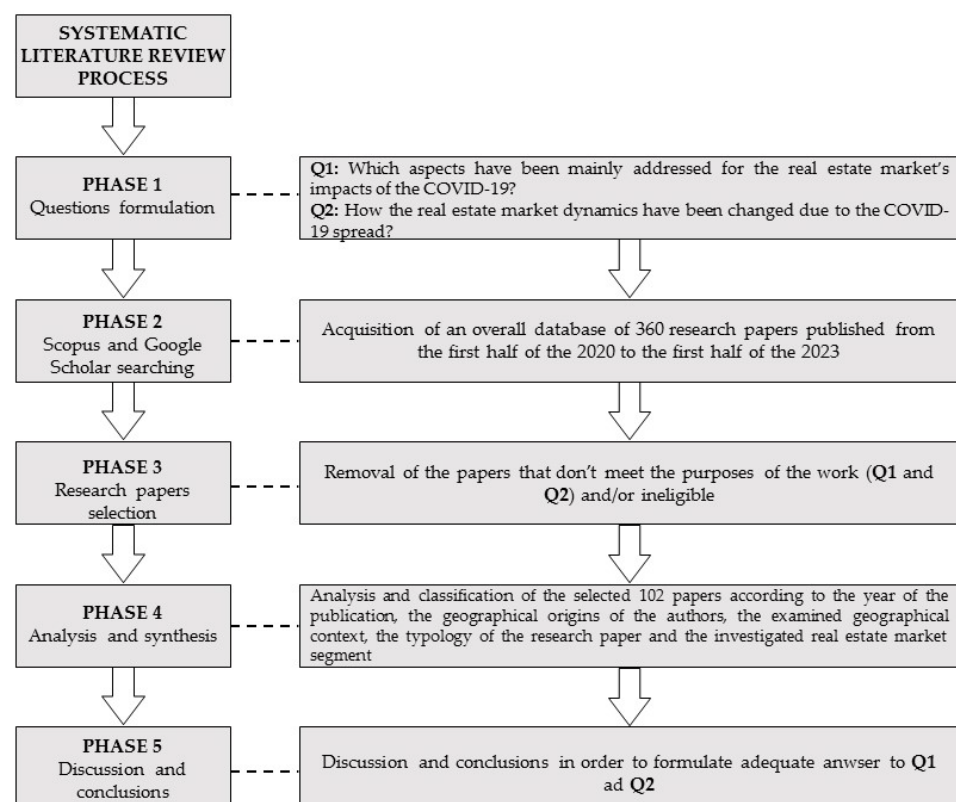 SYSTEMATIC
LITERATURE REVIEW
PROCESS
PHASE 1
Questions formulation
Q1: Which aspects have been mainly addressed for the real estate market's
impacts of the COVID-19?
Q2: How the real estate market dynamics have been changed due to the COVID-
19 spread?
PHASE 2
Scopus and Google
Scholar searching
Acquisition of an overall database of 360 research papers published from
the first half of the 2020 to the first half of the 2023
PHASE 3
Research papers
selection
Removal of the papers that don't meet the purposes of the work (Q1 and
Q2) and/or ineligible
PHASE 4
Analysis and synthesis
Analysis and classification of the selected 102 papers according to the year of the
publication, the geographical origins of the authors, the examined geographical
context, the typology of the research paper and the investigated real estate market
segment
PHASE 5
Discussion and
conclusions
Discussion and conclusions in order to formulate adequate anwser to Q1
ad Q2